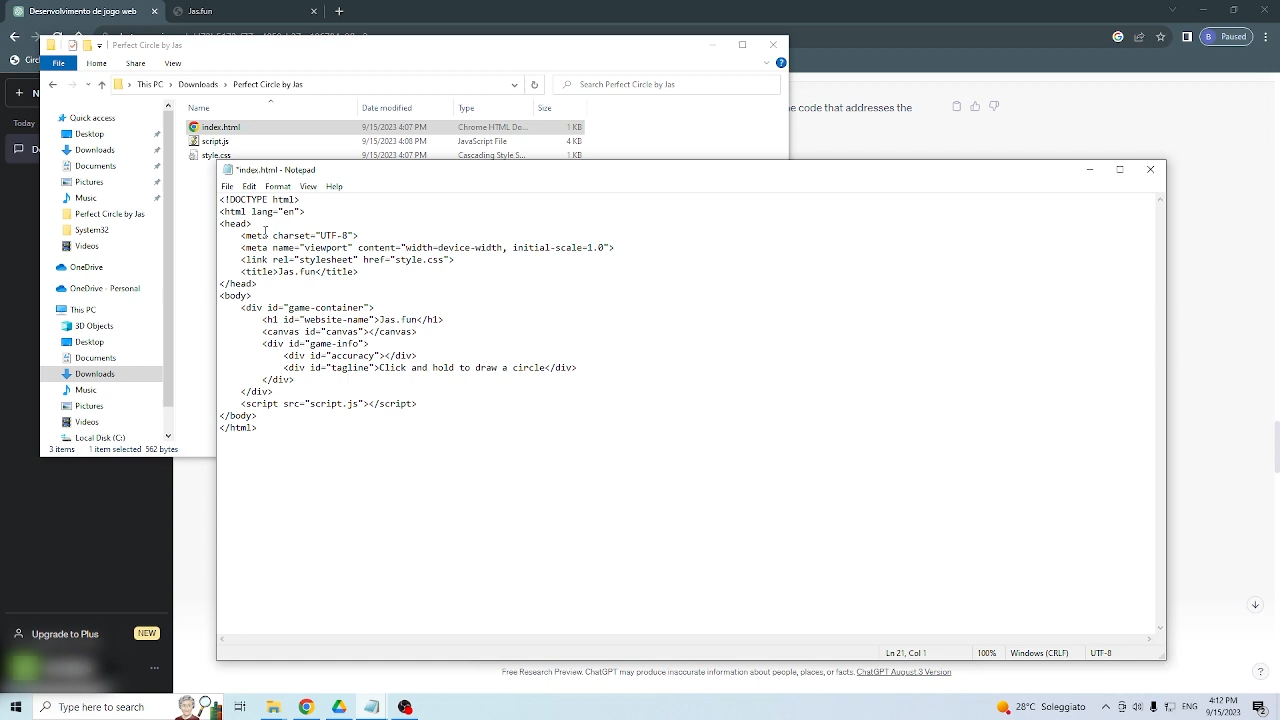 Desenvolvimento de jogo web
Jas.fun
Paused
Perfect Circle by Jas
File
Home
Share
View
This PC
Downloads
Perfect Circle by Jas
Search Perfect Circle by Jas
Name
Date modified
Type
Size
index.html
9/15/2023 4:07 PM
Chrome HTML Do...
1 KB
script.js
9/15/2023 4:08 PM
JavaScript File
4 KB
style.css
9/15/2023 4:07 PM
Cascading Style S...
1 KB
Today
Quick access
Desktop
Downloads
Documents
Pictures
Music
Perfect Circle by Jas
System32
Videos
OneDrive
OneDrive - Personal
This PC
3D Objects
Desktop
Documents
Downloads
Music
Pictures
Videos
Local Disk (C:)
3 items
1 item selected
562 bytes
e code that addresses the
*index.html - Notepad
File
Edit
Format
View
Help
<!DOCTYPE html>
<html lang="en">
<head>
<meta charset="UTF-8">
<meta name="viewport" content="width=device-width, initial-scale=1.0">
<link rel="stylesheet" href="style.css">
<title>Jas.fun</title>
</head>
<body>
<div id="game-container">
<h1 id="website-name">Jas.fun</h1>
<canvas id="canvas"></canvas>
<div id="game-info">
<div id="accuracy"></div>
<div id="tagline">Click and hold to draw a circle</div>
</div>
</div>
<script src="script.js"></script>
</body>
</html>
Ln 21, Col 1
100%
Windows (CRLF)
UTF-8
Upgrade to Plus
NEW
Free Research Preview. ChatGPT may produce inaccurate information about people, places, or facts. ChatGPT August 3 Version
Type here to search
28°C Soleggiato
ENG
4:12 PM
9/15/2023